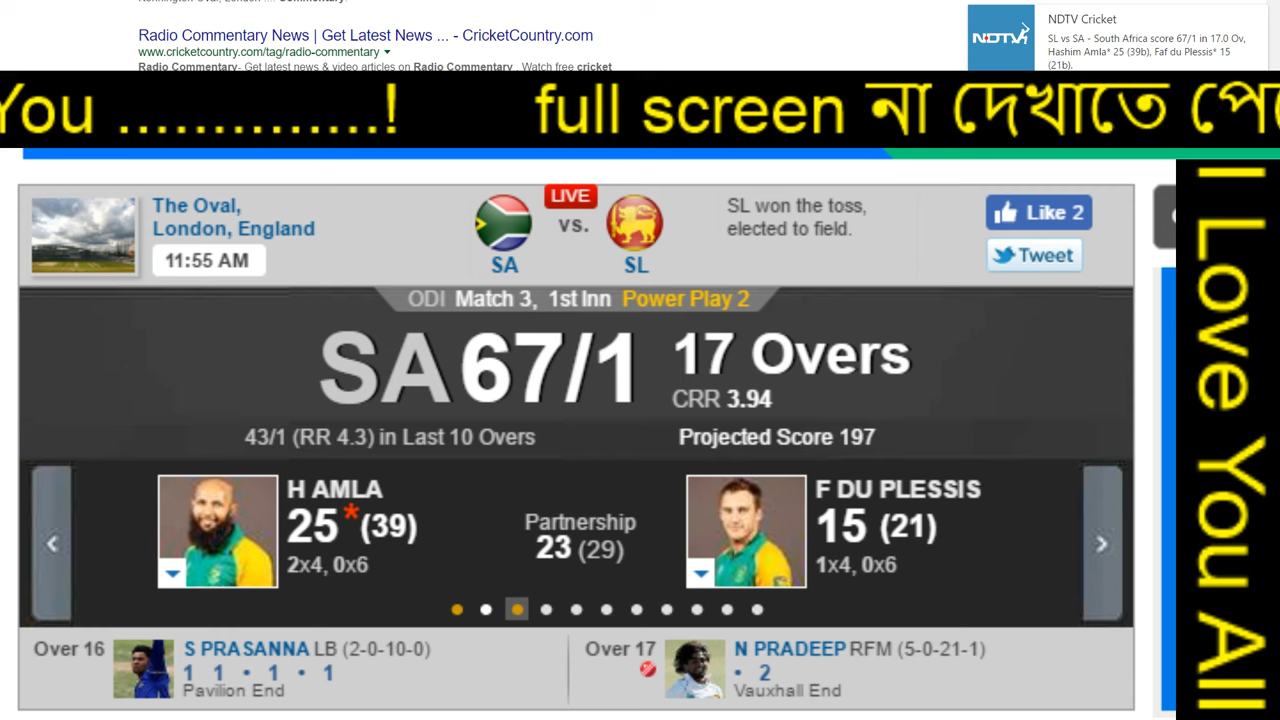 Radio Commentary News | Get Latest News ... - CricketCountry.com
www.cricketcountry.com/tag/radio-commentary
Radio Commentary- Get latest news & video articles on Radio Commentary . Watch free cricket
NDTV
NDTV Cricket
SL vs SA - South Africa score 67/1 in 17.0 Ov,
Hashim Amla* 25 (39b), Faf du Plessis* 15
(21b).
You ..............!  full screen না দেখাতে
The Oval,
London, England
11:55 AM
LIVE
vs.
SA
SL
SL won the toss,
elected to field.
Like 2
Tweet
ODI Match 3, 1st Inn Power Play 2
SA 67/1
17 Overs
CRR 3.94
43/1 (RR 4.3) in Last 10 Overs
Projected Score 197
H AMLA
25*(39)
2x4, 0x6
Partnership
23 (29)
F DU PLESSIS
15 (21)
1x4, 0x6
Over 16
S PRASANNA LB (2-0-10-0)
1 1 • 1 • 1
Pavilion End
Over 17
N PRADEEP RFM (5-0-21-1)
• 2
Vauxhall End
I Love You All